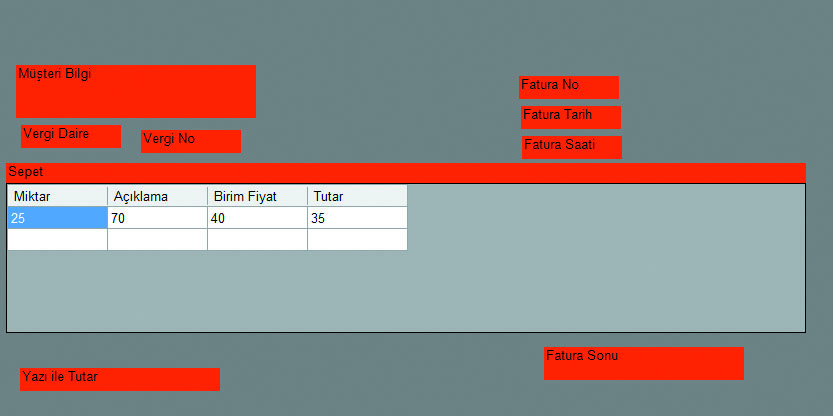 Müşteri Bilgi
Fatura No
Fatura Tarih
Vergi Daire
Vergi No
Fatura Saati
Sepet
Miktar Açıklama Birim Fiyat Tutar
25 70 40 35
Fatura Sonu
Yazi ile Tutar